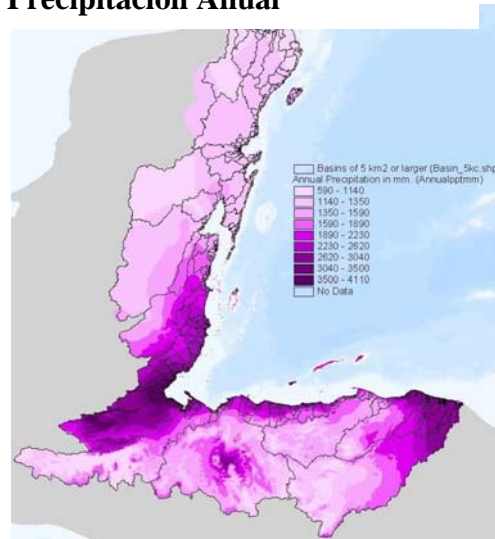 Precipitación Anual
Basins of 5 km2 or larger (Basin_5kc.shp
Annual Precipitation in mm. (Annualpptmm)
590 - 1140
1140 - 1350
1350 - 1590
1590 - 1890
1890 - 2230
2230 - 2620
2620 - 3040
3040 - 3500
3500 - 4110
No Data